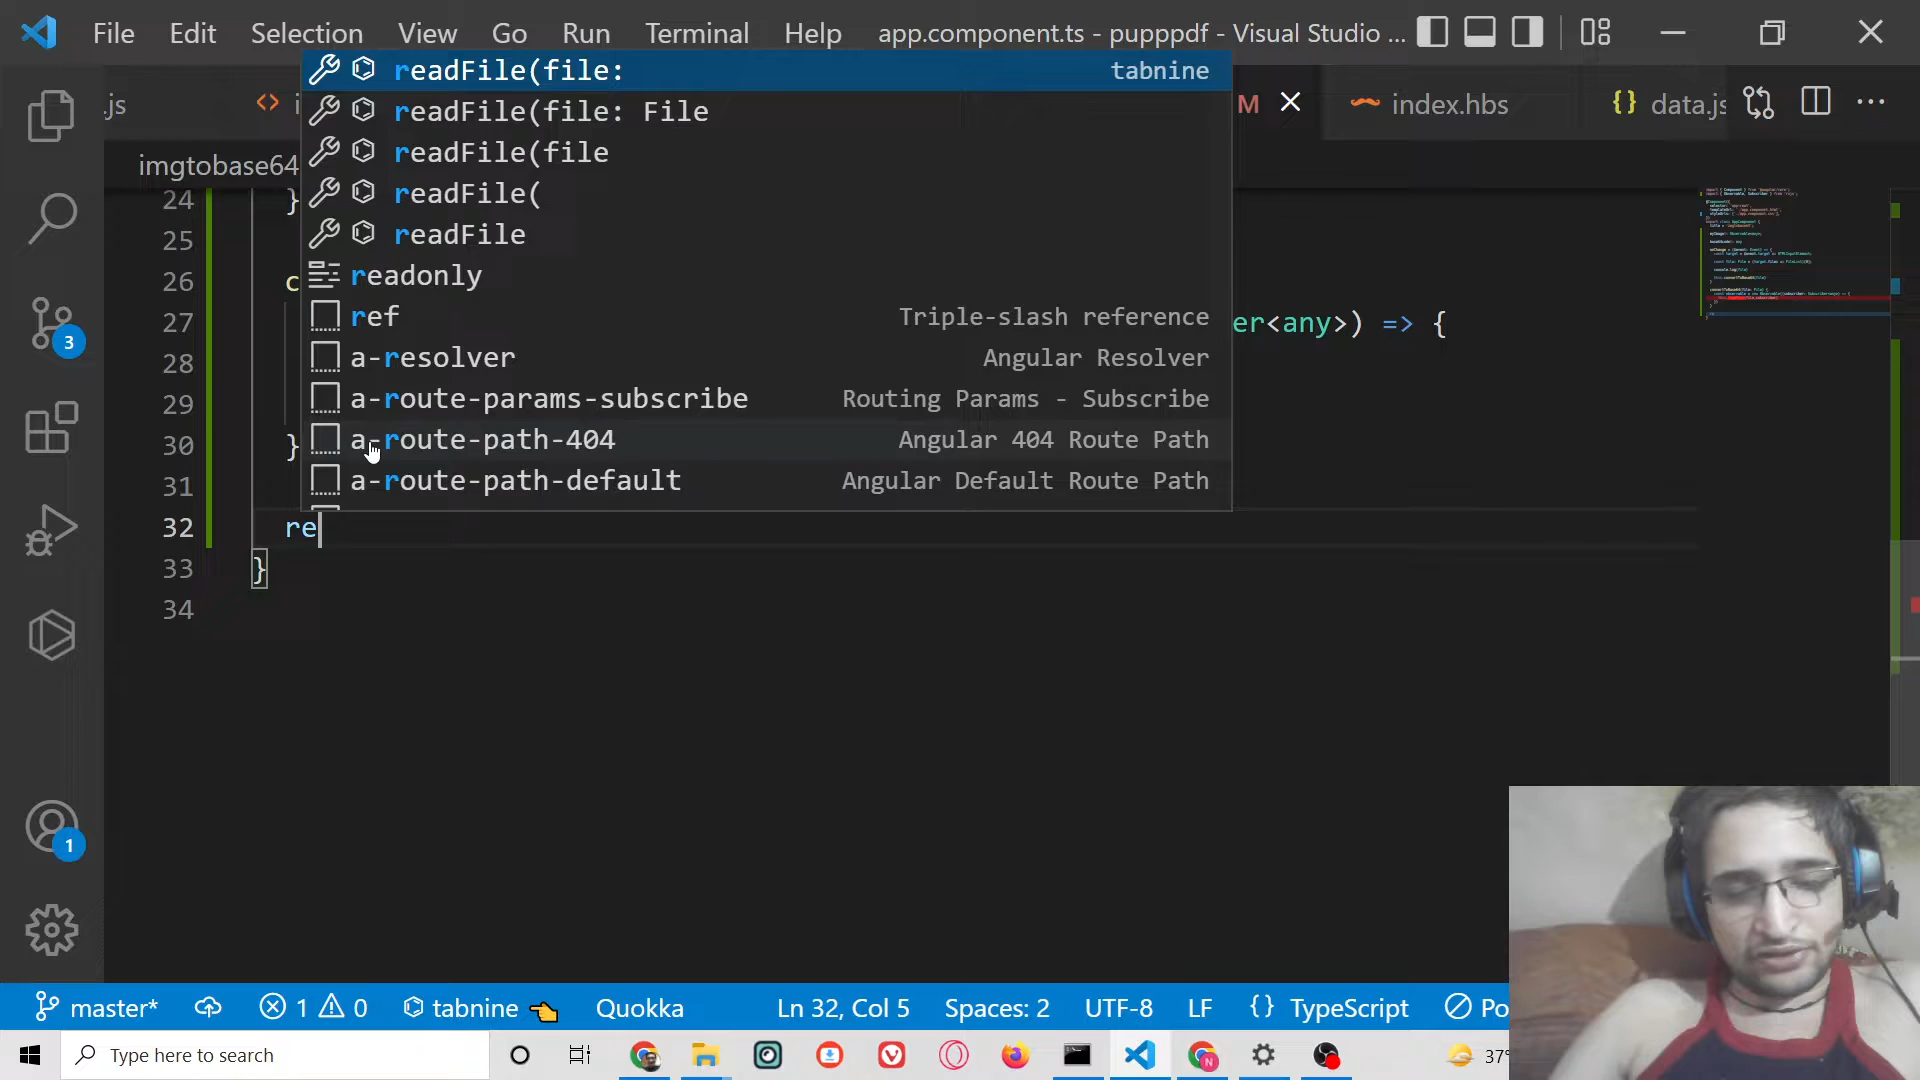 File Edit Selection View Go Run Terminal Help app.component.ts - pupppdf - Visual Studio ...
.js
M
index.hbs
{} data.js
imgtobase64
readFile(file: tabnine
readFile(file: File
readFile(file
readFile(
readFile
readonly
ref Triple-slash reference
a-resolver Angular Resolver
a-route-params-subscribe Routing Params - Subscribe
a-route-path-404 Angular 404 Route Path
a-route-path-default Angular Default Route Path
24 }
25
26 c
27 er<any>) => {
28
29
30 }
31
32 re
33 }
34
3
1
master* 1 0 tabnine Quokka Ln 32, Col 5 Spaces: 2 UTF-8 LF {} TypeScript Po
Type here to search
37°